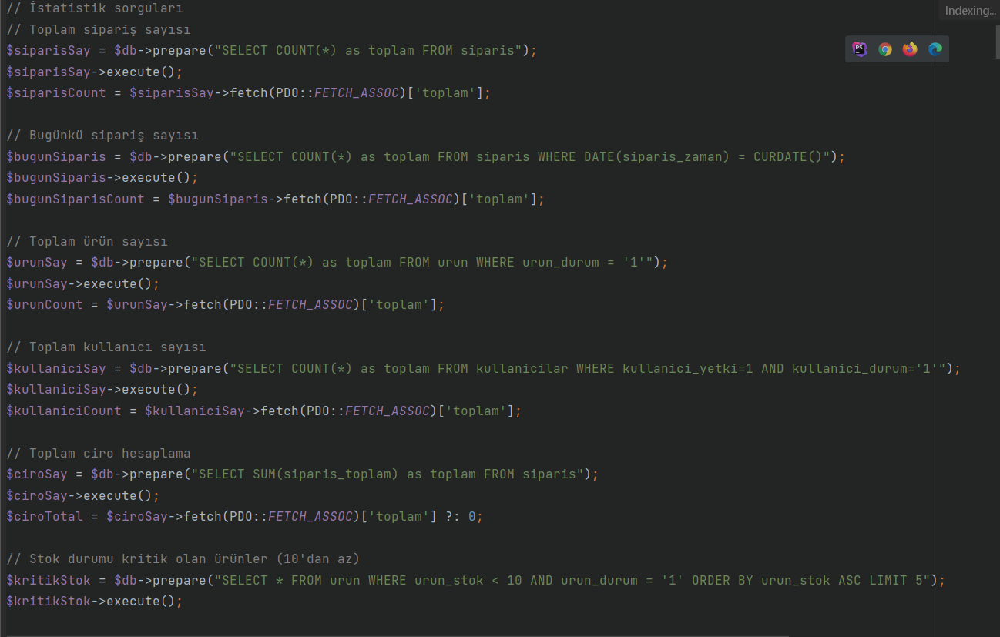 // İstatistik sorguları
Indexing...
// Toplam sipariş sayısı
$siparisSay = $db->prepare("SELECT COUNT(*) as toplam FROM siparis");
PS
$siparisSay->execute();
$siparisCount = $siparisSay->fetch(PDO::FETCH_ASSOC)['toplam'];
// Bugünkü sipariş sayısı
$bugunSiparis = $db->prepare("SELECT COUNT(*) as toplam FROM siparis WHERE DATE(siparis_zaman) = CURDATE()");
$bugunSiparis->execute();
$bugunSiparisCount = $bugunSiparis->fetch(PDO::FETCH_ASSOC)['toplam'];
// Toplam ürün sayısı
$urunSay = $db->prepare("SELECT COUNT(*) as toplam FROM urun WHERE urun_durum = '1'");
$urunSay->execute();
$urunCount = $urunSay->fetch(PDO::FETCH_ASSOC)['toplam'];
// Toplam kullanıcı sayısı
$kullaniciSay = $db->prepare("SELECT COUNT(*) as toplam FROM kullanicilar WHERE kullanici_yetki=1 AND kullanici_durum='1'");
$kullaniciSay->execute();
$kullaniciCount = $kullaniciSay->fetch(PDO::FETCH_ASSOC)['toplam'];
// Toplam ciro hesaplama
$ciroSay = $db->prepare("SELECT SUM(siparis_toplam) as toplam FROM siparis");
$ciroSay->execute();
$ciroTotal = $ciroSay->fetch(PDO::FETCH_ASSOC)['toplam'] ?: 0;
// Stok durumu kritik olan ürünler (10'dan az)
$kritikStok = $db->prepare("SELECT * FROM urun WHERE urun_stok < 10 AND urun_durum = '1' ORDER BY urun_stok ASC LIMIT 5");
$kritikStok->execute();